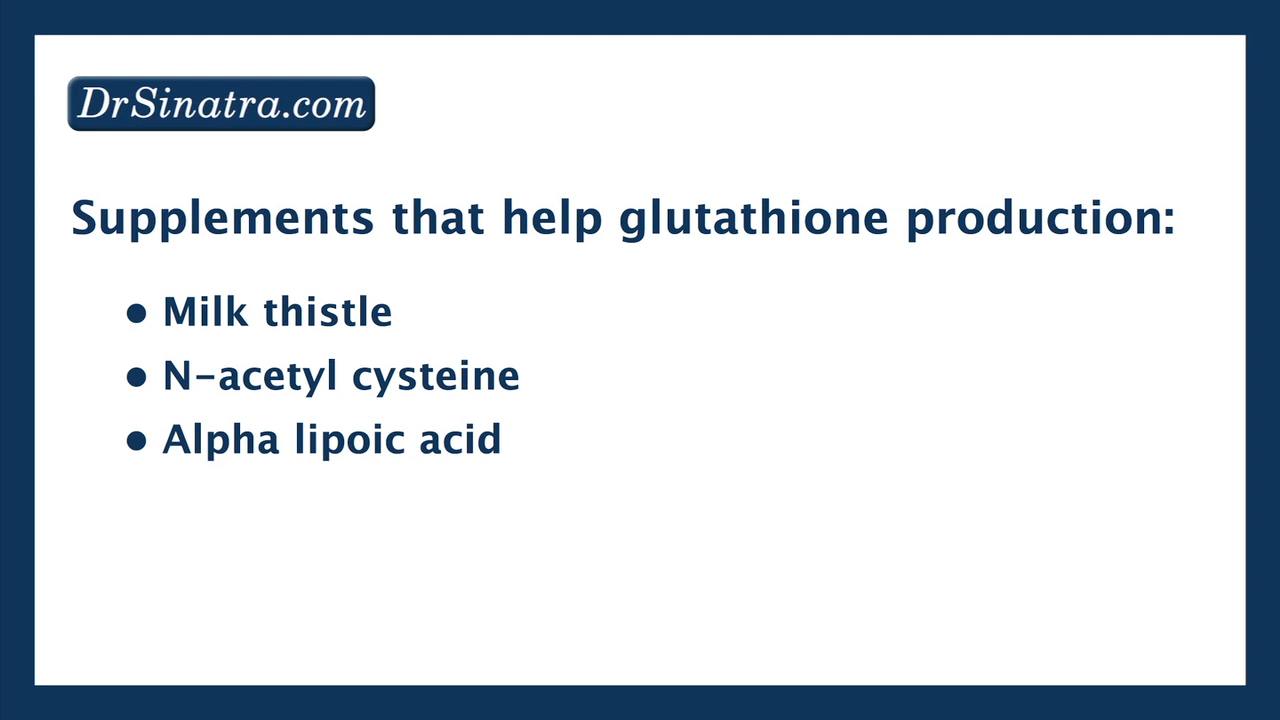 DrSinatra.com
Supplements that help glutathione production:
• Milk thistle
• N-acetyl cysteine
• Alpha lipoic acid